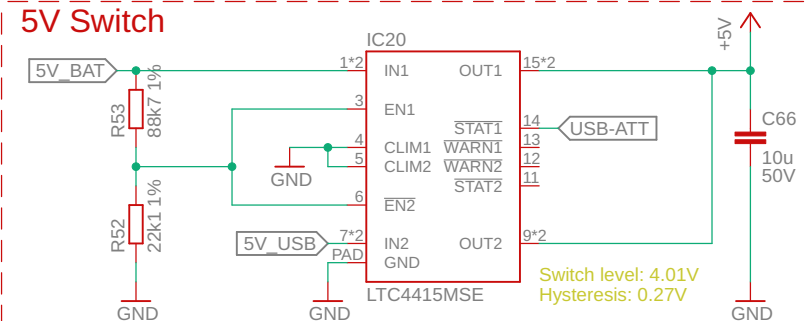 5V Switch
IC20
+5V
5V_BAT
1*2
IN1
OUT1
15*2
R53
88k7 1%
3
EN1
STAT1
14
USB-ATT
C66
10u
50V
4
CLIM1
WARN1
13
5
CLIM2
WARN2
12
GND
STAT2
11
6
EN2
R52
22k1 1%
5V_USB
7*2
IN2
OUT2
9*2
PAD
GND
LTC4415MSE
Switch level: 4.01V
Hysteresis: 0.27V
GND
GND
GND